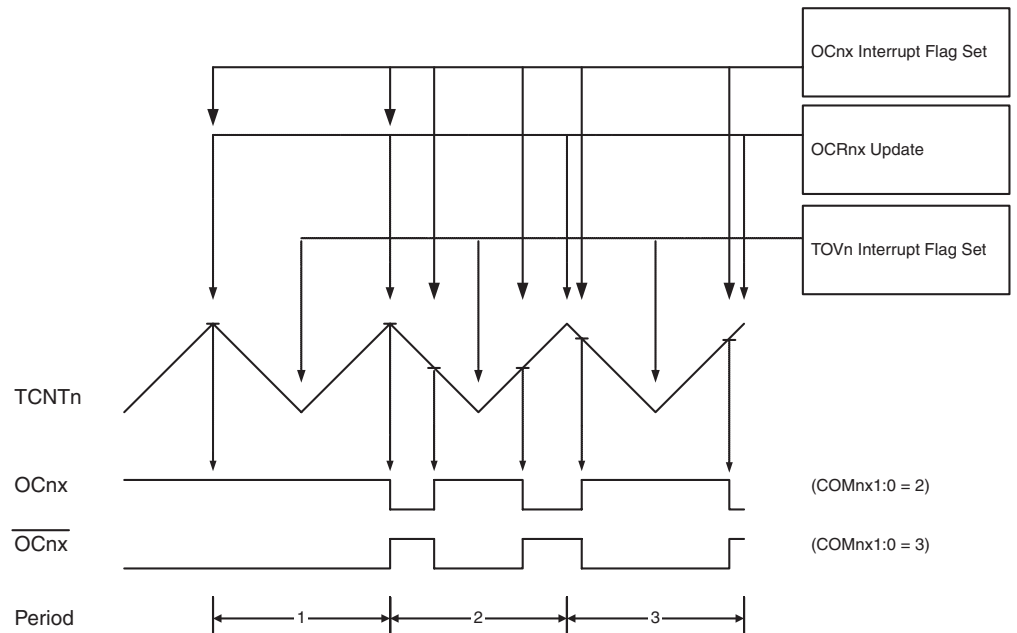 OCnx Interrupt Flag Set
OCRnx Update
TOVn Interrupt Flag Set
TCNTn
OCnx
(COMnx1:0 = 2)
OCnx
(COMnx1:0 = 3)
Period
1
2
3